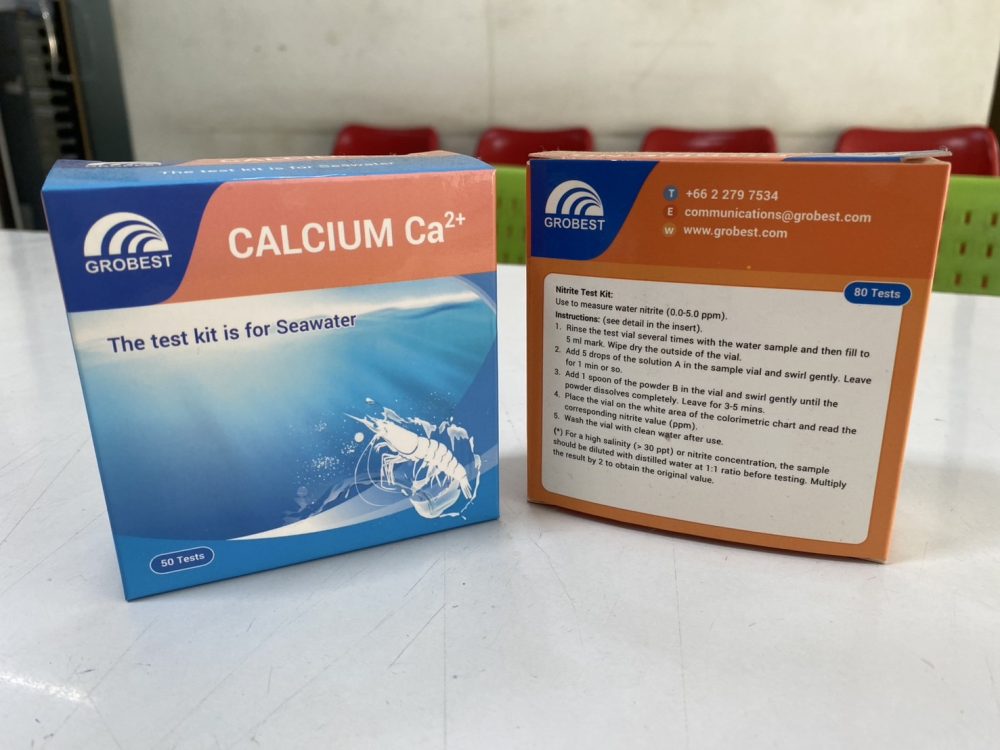 The test kit is for Seawater
GROBEST
CALCIUM Ca²⁺
The test kit is for Seawater
50 Tests
GROBEST
T +66 2 279 7534
E communications@grobest.com
W www.grobest.com
80 Tests
Nitrite Test Kit:
Use to measure water nitrite (0.0-5.0 ppm).
Instructions: (see detail in the insert).
1. Rinse the test vial several times with the water sample and then fill to
5 ml mark. Wipe dry the outside of the vial.
2. Add 5 drops of the solution A in the sample vial and swirl gently. Leave
for 1 min or so.
3. Add 1 spoon of the powder B in the vial and swirl gently until the
powder dissolves completely. Leave for 3-5 mins.
4. Place the vial on the white area of the colorimetric chart and read the
corresponding nitrite value (ppm).
5. Wash the vial with clean water after use.
(*) For a high salinity (> 30 ppt) or nitrite concentration, the sample
should be diluted with distilled water at 1:1 ratio before testing. Multiply
the result by 2 to obtain the original value.